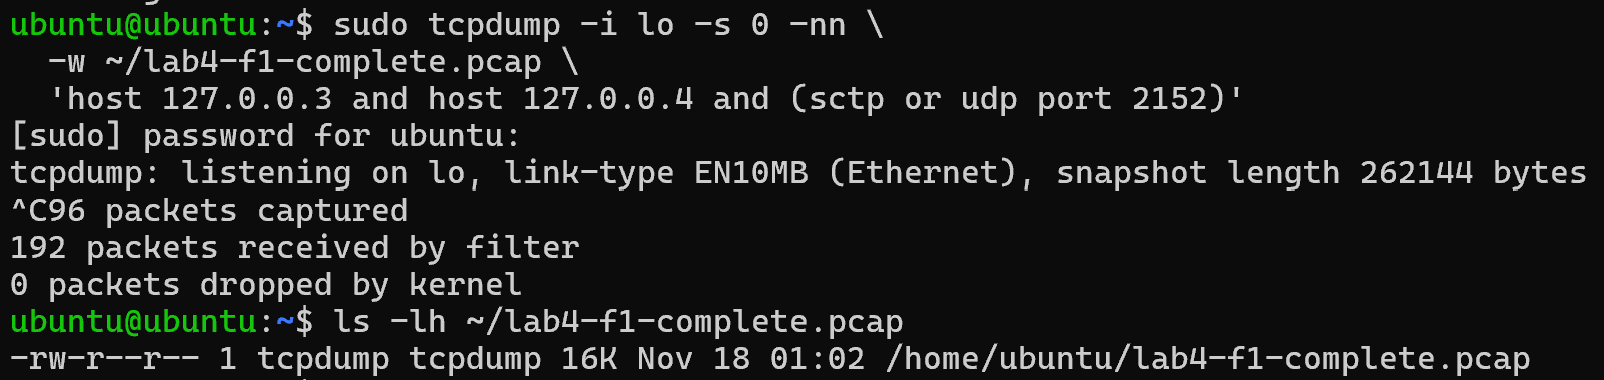 ubuntu@ubuntu:~$ sudo tcpdump -i lo -s 0 -nn \
  -w ~/lab4-f1-complete.pcap \
  'host 127.0.0.3 and host 127.0.0.4 and (sctp or udp port 2152)'
[sudo] password for ubuntu:
tcpdump: listening on lo, link-type EN10MB (Ethernet), snapshot length 262144 bytes
^C96 packets captured
192 packets received by filter
0 packets dropped by kernel
ubuntu@ubuntu:~$ ls -lh ~/lab4-f1-complete.pcap
-rw-r--r-- 1 tcpdump tcpdump 16K Nov 18 01:02 /home/ubuntu/lab4-f1-complete.pcap